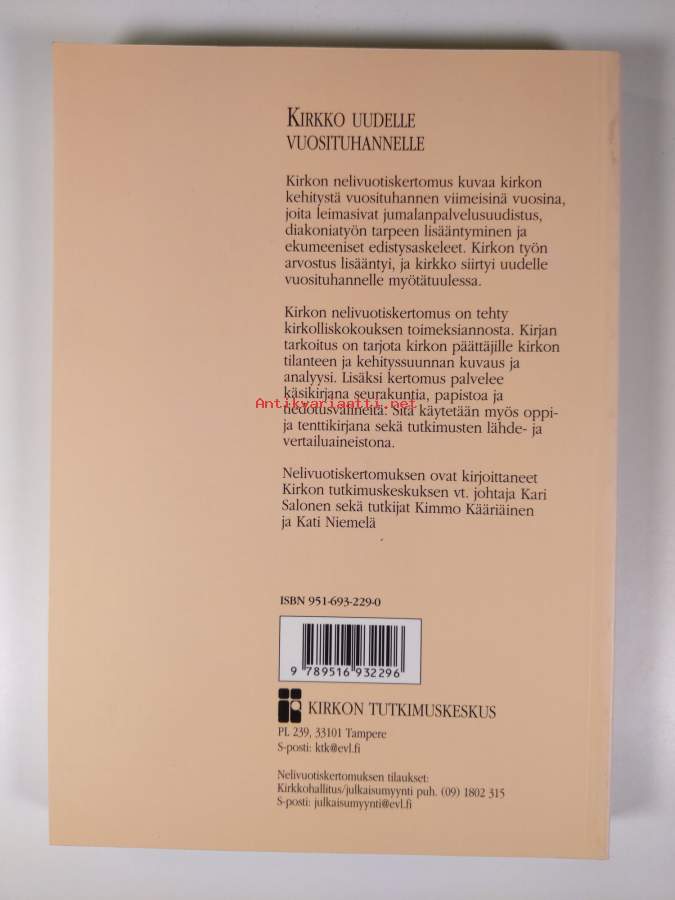 KIRKKO UUDELLE
VUOSITUHANNELLE
Kirkon nelivuotiskertomus kuvaa kirkon
kehitystä vuosituhannen viimeisinä vuosina,
joita leimasivat jumalanpalvelusuudistus,
diakoniatyön tarpeen lisääntyminen ja
ekumeeniset edistysaskeleet. Kirkon työn
arvostus lisääntyi, ja kirkko siirtyi uudelle
vuosituhannelle myötätuulessa.
Kirkon nelivuotiskertomus on tehty
kirkolliskokouksen toimeksiannosta. Kirjan
tarkoitus on tarjota kirkon päättäjille kirkon
tilanteen ja kehityssuunnan kuvaus ja
analyysi. Lisäksi kertomus palvelee
käsikirjana seurakuntia, papistoa ja
Antikvariaatti.net
tiedotusvälineitä. Sitä käytetään myös oppi-
ja tenttikirjana sekä tutkimusten lähde- ja
vertailuaineistona.
Nelivuotiskertomuksen ovat kirjoittaneet
Kirkon tutkimuskeskuksen vt. johtaja Kari
Salonen sekä tutkijat Kimmo Kääriäinen
ja Kati Niemelä
ISBN 951-693-229-0
9 789516 932296
KIRKON TUTKIMUSKESKUS
PL 239, 33101 Tampere
S-posti: ktk@evl.fi
Nelivuotiskertomuksen tilaukset:
Kirkkohallitus/julkaisumyynti puh. (09) 1802 315
S-posti: julkaisumyynti@evl.fi